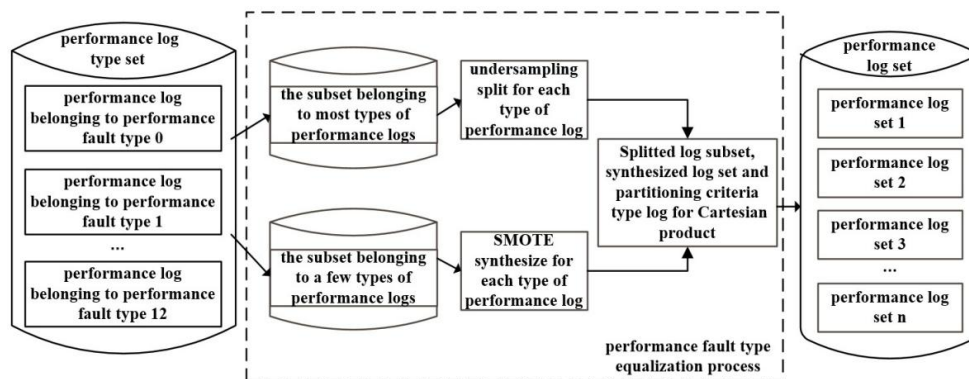 performance log
type set
performance log
belonging to performance
fault type 0
performance log
belonging to performance
fault type 1
...
performance log
belonging to performance
fault type 12
the subset belonging
to most types of
performance logs
undersampling
split for each
type of
performance log
the subset belonging
to a few types of
performance logs
SMOTE
synthesize for
each type of
performance log
Splitted log subset,
synthesized log set and
partitioning criteria
type log for Cartesian
product
performance fault type
equalization process
performance
log set
performance log
set 1
performance log
set 2
performance log
set 3
...
performance log
set n